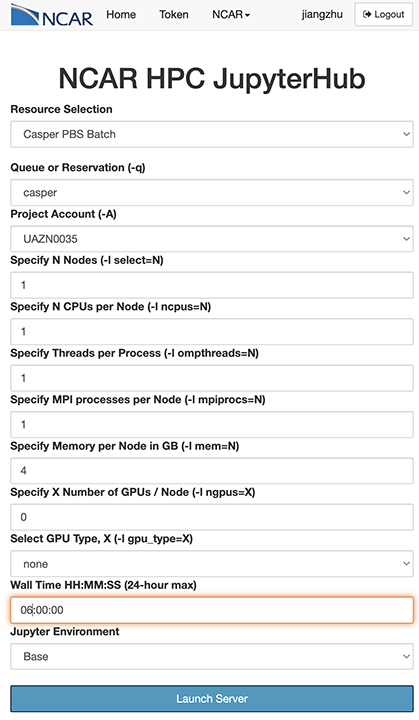 NCAR Home Token NCAR jiangzhu Logout
NCAR HPC JupyterHub
Resource Selection
Casper PBS Batch
Queue or Reservation (-q)
casper
Project Account (-A)
UAZN0035
Specify N Nodes (-l select=N)
1
Specify N CPUs per Node (-l ncpus=N)
1
Specify Threads per Process (-l ompthreads=N)
1
Specify MPI processes per Node (-l mpiprocs=N)
1
Specify Memory per Node in GB (-l mem=N)
4
Specify X Number of GPUs / Node (-l ngpus=X)
0
Select GPU Type, X (-l gpu_type=X)
none
Wall Time HH:MM:SS (24-hour max)
06:00:00
Jupyter Environment
Base
Launch Server